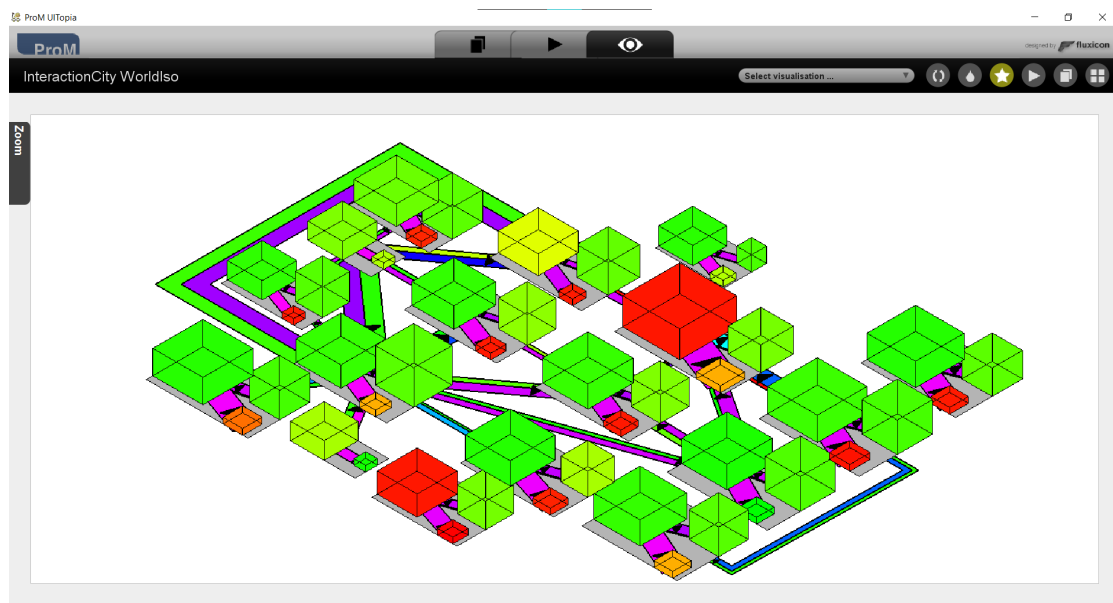 ProM UITopia
ProM
designed by fluxicon
InteractionCity WorldIso
Select visualisation ...
Zoom